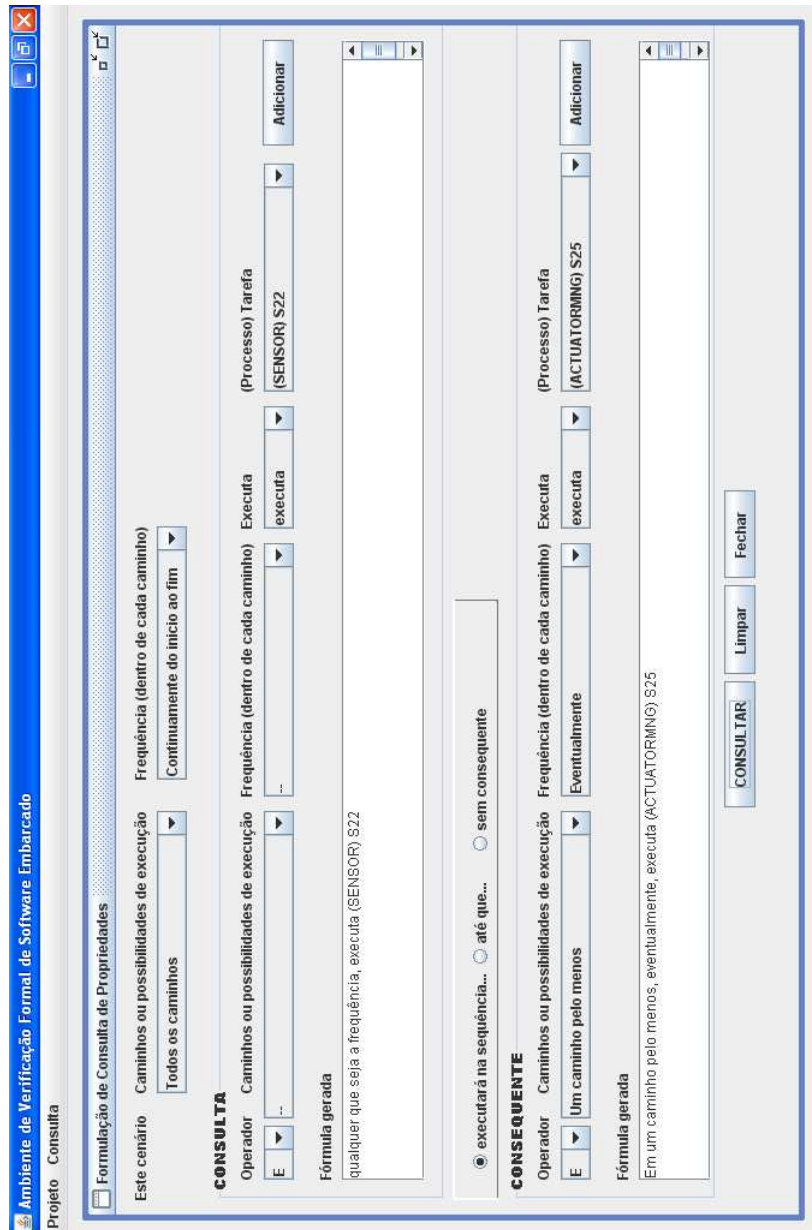 Ambiente de Verificação Formal de Software Embarcado
Projeto Consulta
Formulação de Consulta de Propriedades
Este cenário Caminhos ou possibilidades de execução Frequência (dentro de cada caminho)
Todos os caminhos Continuamente do inicio ao fim
CONSULTA
Operador Caminhos ou possibilidades de execução Frequência (dentro de cada caminho) Executa (Processo) Tarefa
E -- -- executa (SENSOR) S22 Adicionar
Fórmula gerada
qualquer que seja a frequência, executa (SENSOR) S22
executará na sequência... até que... sem consequente
CONSEQUENTE
Operador Caminhos ou possibilidades de execução Frequência (dentro de cada caminho) Executa (Processo) Tarefa
E Um caminho pelo menos Eventualmente executa (ACTUATORMNG) S25 Adicionar
Fórmula gerada
Em um caminho pelo menos, eventualmente, executa (ACTUATORMNG) S25
CONSULTAR Limpar Fechar